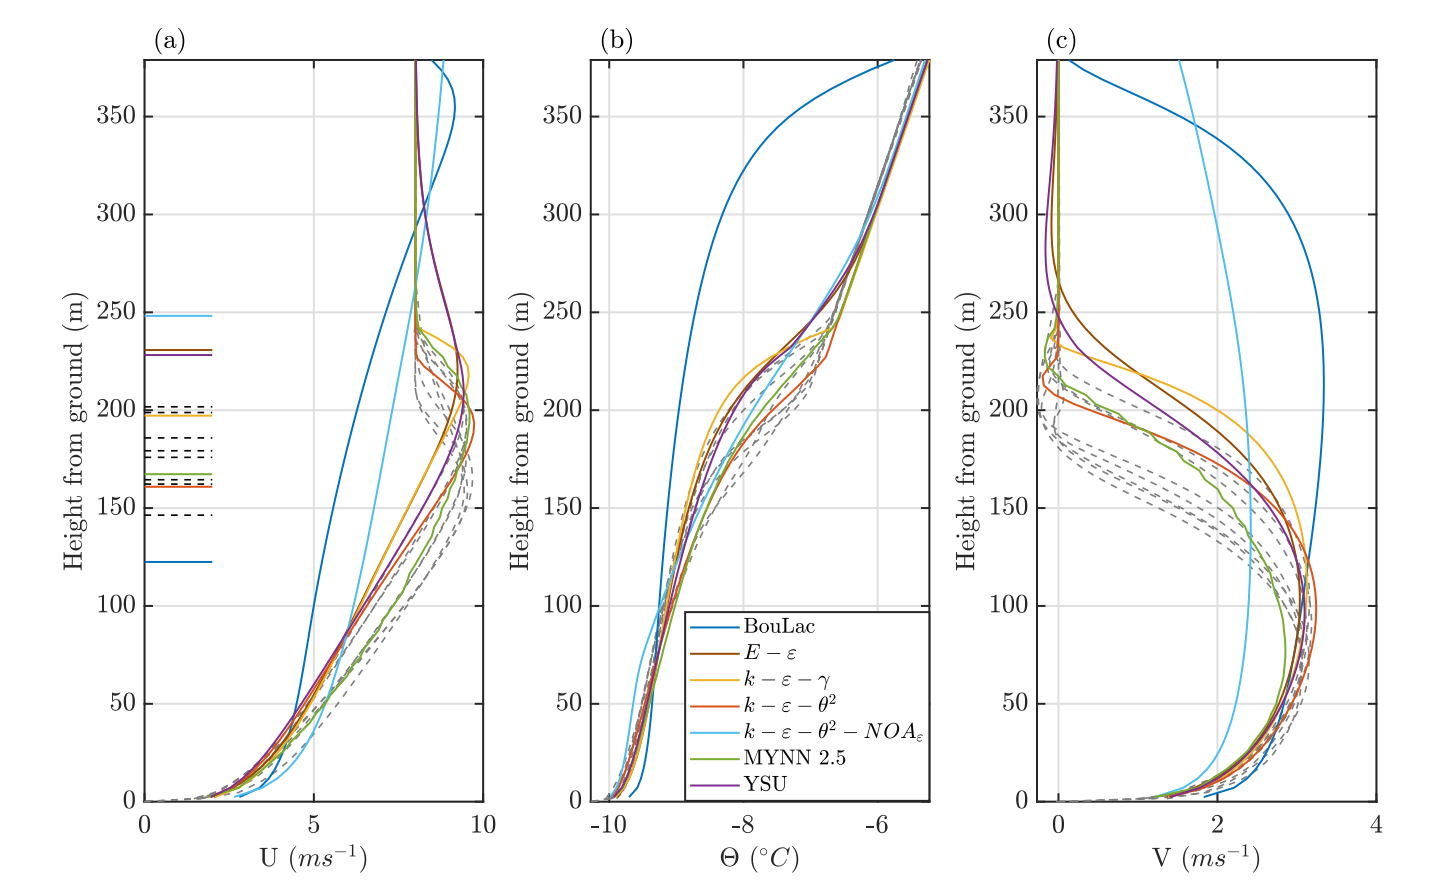 (a)
350
300
250
200
150
100
50
0
Height from ground (m)
0 5 10
U (ms⁻¹)
(b)
350
300
250
200
150
100
50
0
Height from ground (m)
-10 -8 -6
Θ (°C)
BouLac
E − ε
k − ε − γ
k − ε − θ²
k − ε − θ² − NOA_ε
MYNN 2.5
YSU
(c)
350
300
250
200
150
100
50
0
Height from ground (m)
0 2 4
V (ms⁻¹)